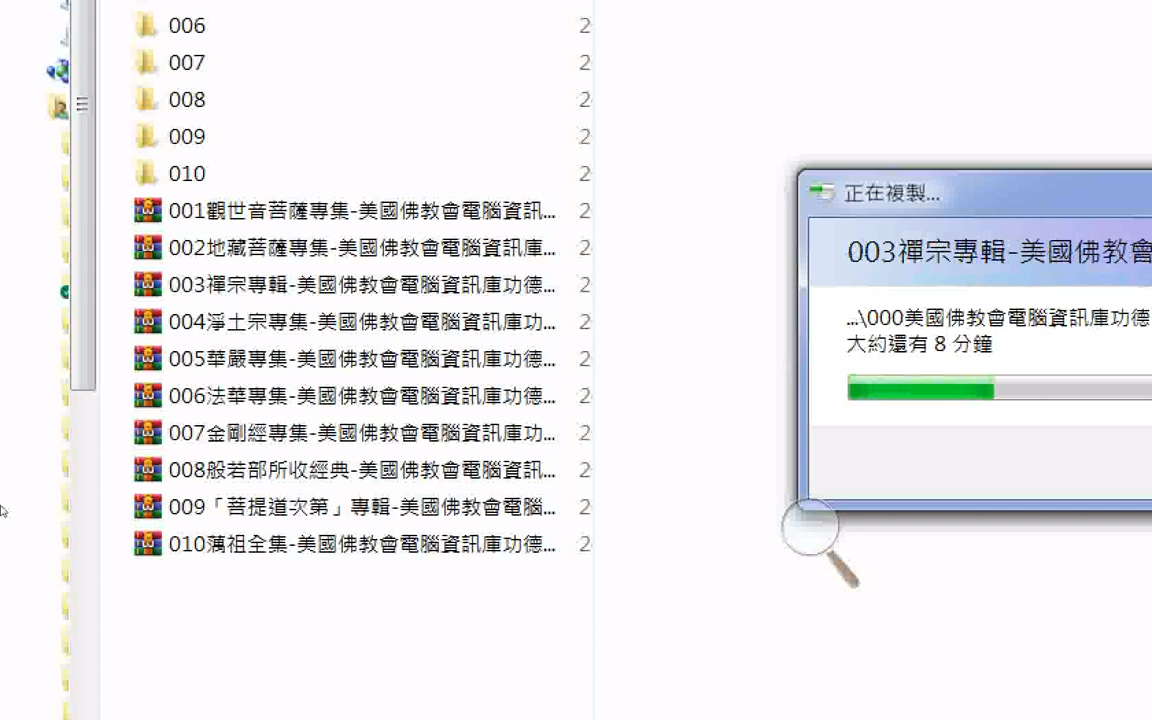 006
007
008
009
010
001觀世音菩薩專集-美國佛教會電腦資訊...
002地藏菩薩專集-美國佛教會電腦資訊庫...
003禪宗專輯-美國佛教會電腦資訊庫功德...
004淨土宗專集-美國佛教會電腦資訊庫功...
005華嚴專集-美國佛教會電腦資訊庫功德...
006法華專集-美國佛教會電腦資訊庫功德...
007金剛經專集-美國佛教會電腦資訊庫功...
008般若部所收經典-美國佛教會電腦資訊...
009「菩提道次第」專輯-美國佛教會電腦...
010蕅祖全集-美國佛教會電腦資訊庫功德...
正在複製...
003禪宗專輯-美國佛教會
...\000美國佛教會電腦資訊庫功德
大約還有 8 分鐘